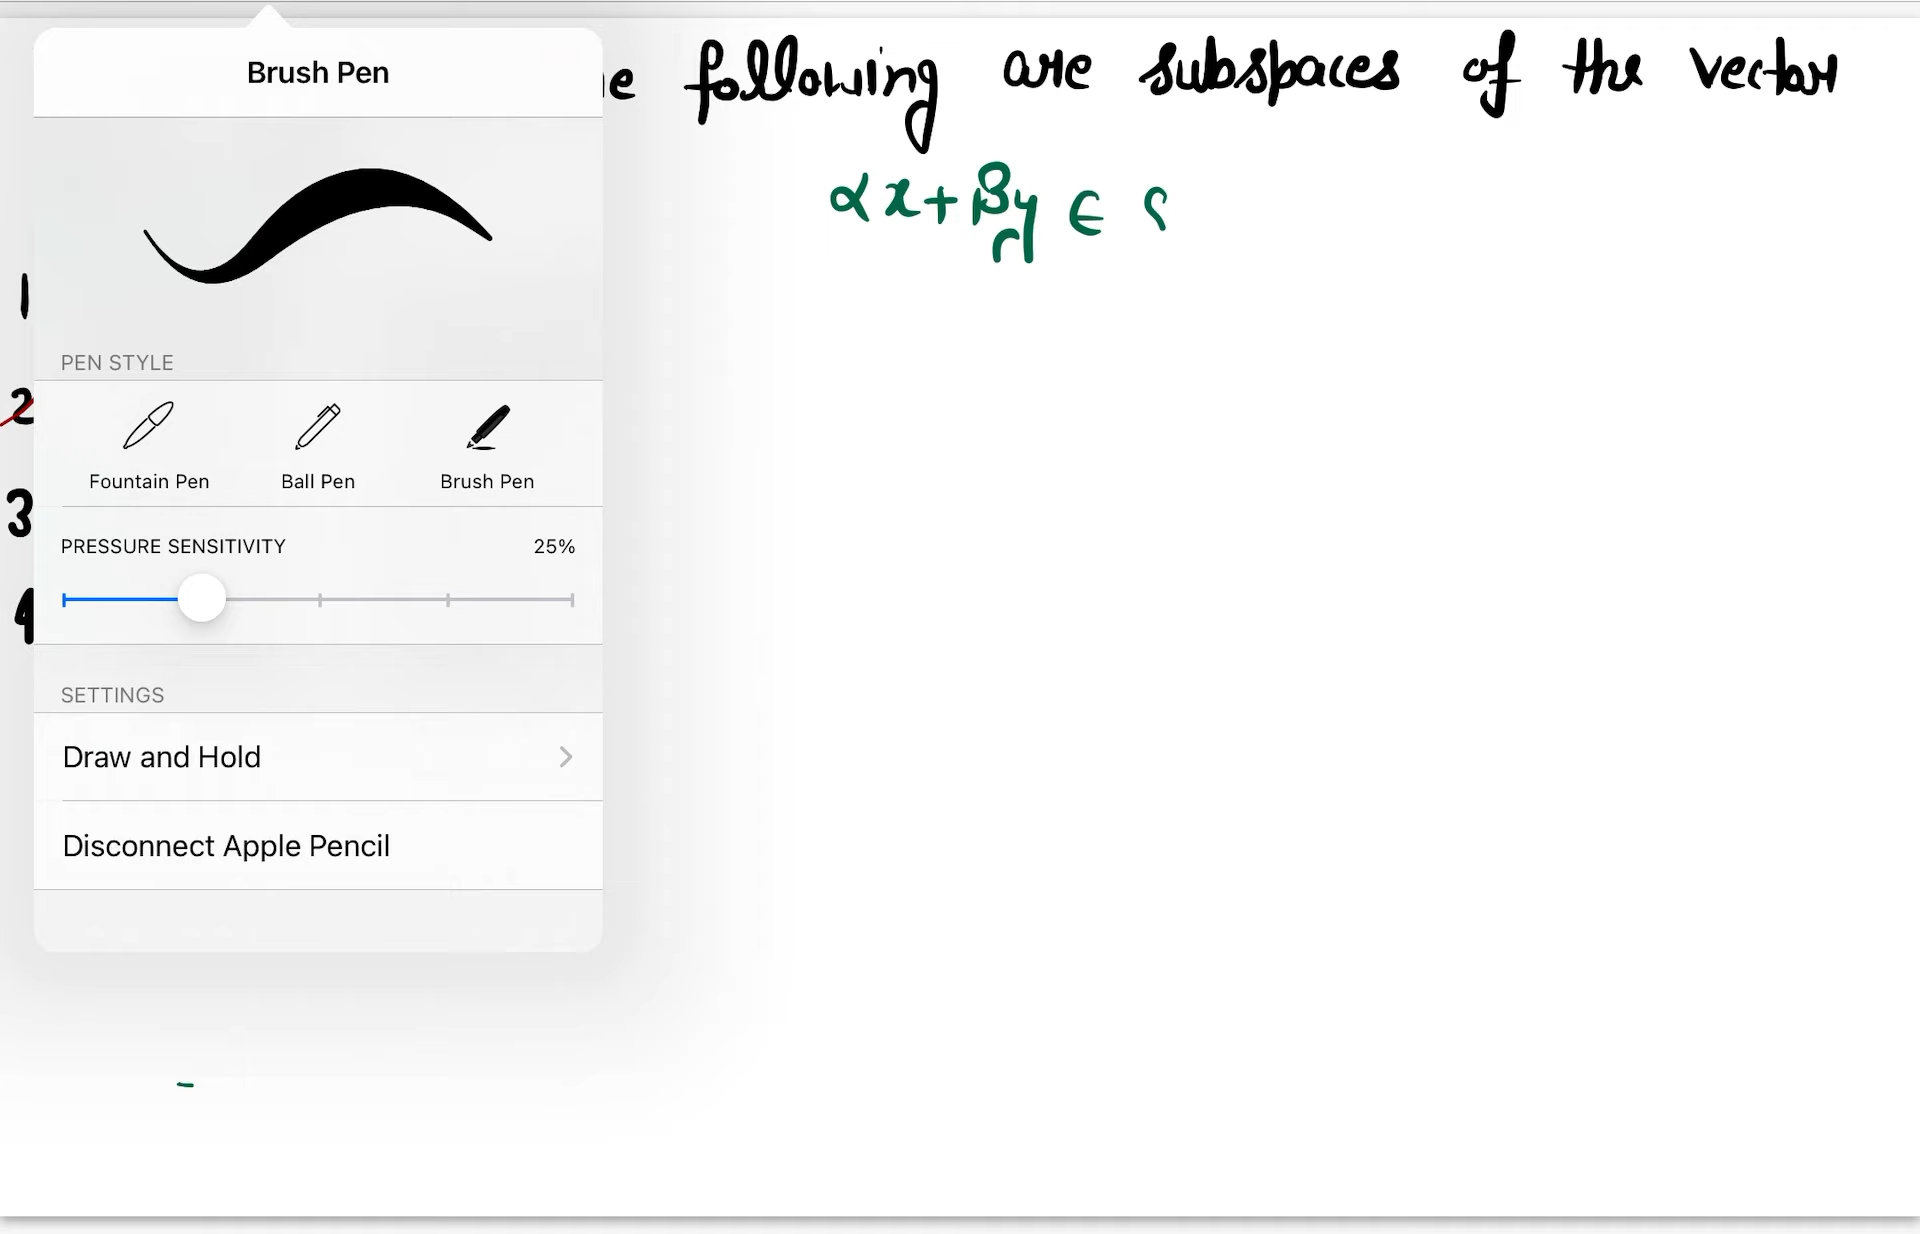 Brush Pen
e following are subspaces of the vector
αx+βy ∈ S
1
PEN STYLE
2
Fountain Pen Ball Pen Brush Pen
3
PRESSURE SENSITIVITY 25%
4
SETTINGS
Draw and Hold
Disconnect Apple Pencil